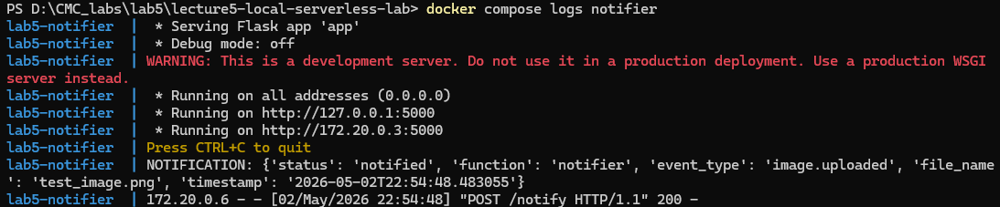 PS D:\CMC_labs\lab5\lecture5-local-serverless-lab> docker compose logs notifier
lab5-notifier  |  * Serving Flask app 'app'
lab5-notifier  |  * Debug mode: off
lab5-notifier  | WARNING: This is a development server. Do not use it in a production deployment. Use a production WSGI
server instead.
lab5-notifier  |  * Running on all addresses (0.0.0.0)
lab5-notifier  |  * Running on http://127.0.0.1:5000
lab5-notifier  |  * Running on http://172.20.0.3:5000
lab5-notifier  | Press CTRL+C to quit
lab5-notifier  | NOTIFICATION: {'status': 'notified', 'function': 'notifier', 'event_type': 'image.uploaded', 'file_name
': 'test_image.png', 'timestamp': '2026-05-02T22:54:48.483055'}
lab5-notifier  | 172.20.0.6 - - [02/May/2026 22:54:48] "POST /notify HTTP/1.1" 200 -